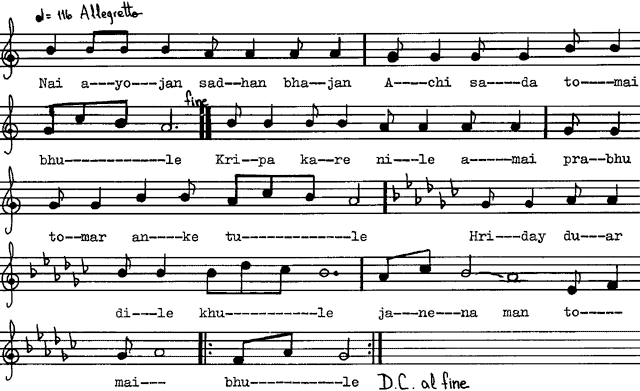 ♩= 116 Allegretto
Nai a---yo---jan sad--han bha--jan A----chi sa----da to---mai
fine
bhu------------le Kri--pa ka--re ni---le a-----mai pra--bhu
to--mar an----ke tu-------------le Hri---day du---ar
di---le khu-----------le ja---ne---na man to-----
mai--- bhu----------le D.C. al fine